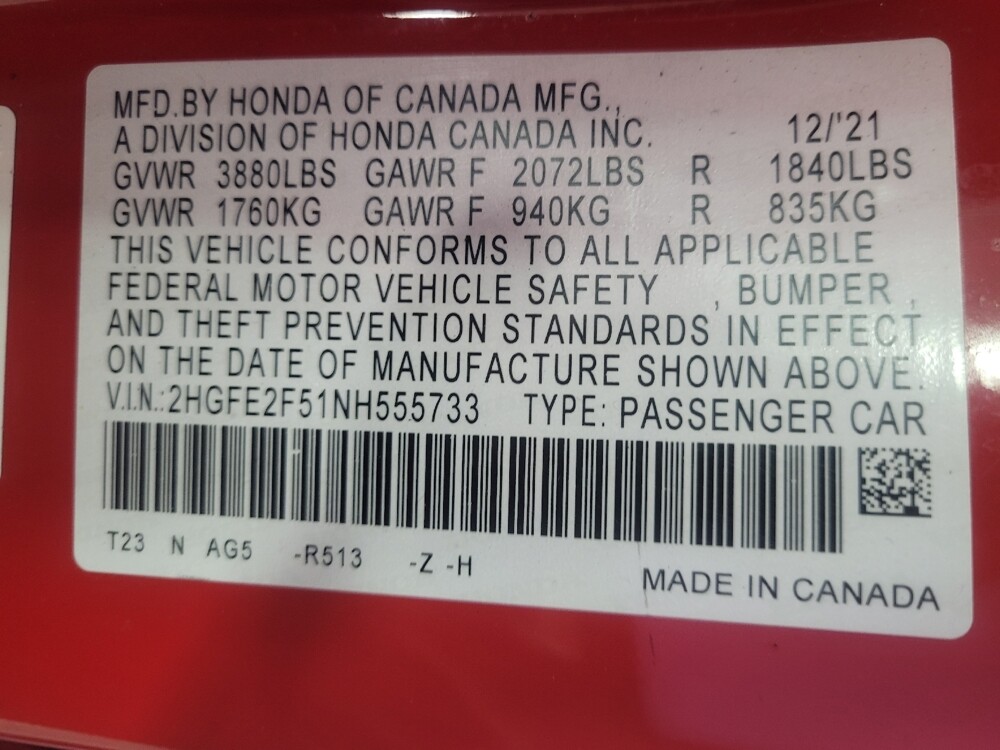 MFD.BY HONDA OF CANADA MFG.,
A DIVISION OF HONDA CANADA INC. 12/'21
GVWR 3880LBS GAWR F 2072LBS R 1840LBS
GVWR 1760KG GAWR F 940KG R 835KG
THIS VEHICLE CONFORMS TO ALL APPLICABLE
FEDERAL MOTOR VEHICLE SAFETY , BUMPER ,
AND THEFT PREVENTION STANDARDS IN EFFECT
ON THE DATE OF MANUFACTURE SHOWN ABOVE.
V.I.N.:2HGFE2F51NH555733 TYPE: PASSENGER CAR
T23 N AG5 -R513 -Z -H
MADE IN CANADA